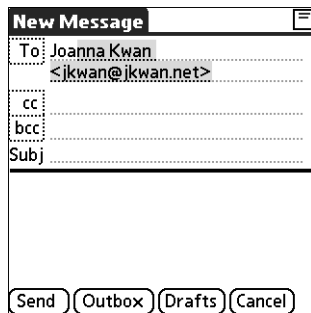 New Message
To Joanna Kwan
<jkwan@jkwan.net>
cc
bcc
Subj
Send Outbox Drafts Cancel